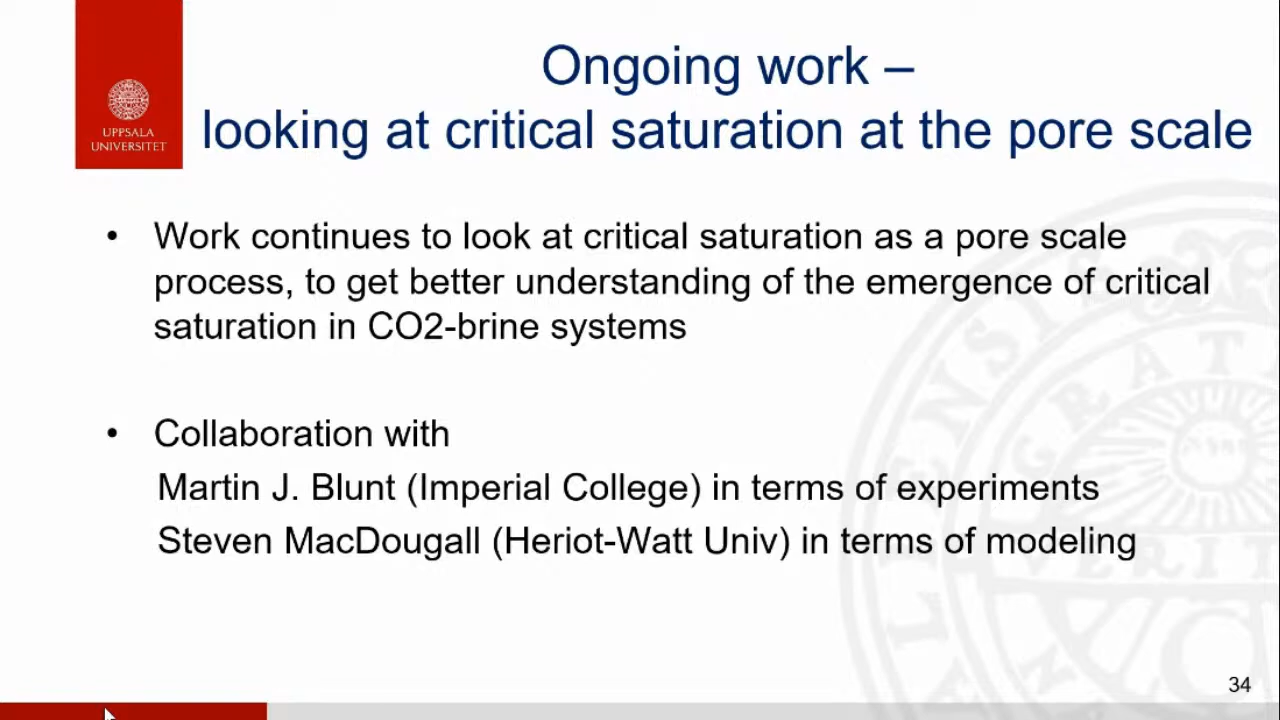 UPPSALA
UNIVERSITET
Ongoing work –
looking at critical saturation at the pore scale
• Work continues to look at critical saturation as a pore scale
process, to get better understanding of the emergence of critical
saturation in CO2-brine systems
• Collaboration with
Martin J. Blunt (Imperial College) in terms of experiments
Steven MacDougall (Heriot-Watt Univ) in terms of modeling
34